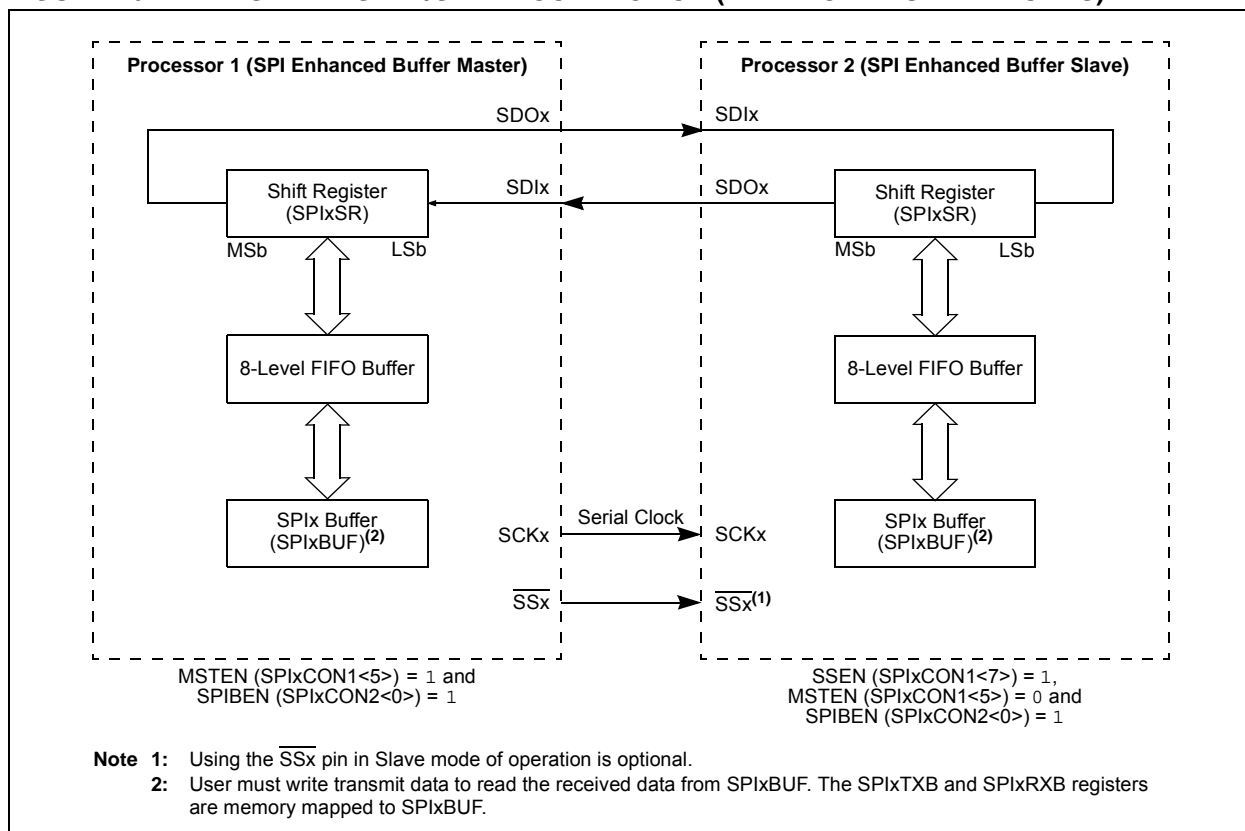 Processor 1 (SPI Enhanced Buffer Master)
Processor 2 (SPI Enhanced Buffer Slave)
SDOx
SDIx
Shift Register
(SPIxSR)
SDIx
SDOx
Shift Register
(SPIxSR)
MSb
LSb
MSb
LSb
8-Level FIFO Buffer
8-Level FIFO Buffer
SPIx Buffer
(SPIxBUF)(2)
SCKx
Serial Clock
SCKx
SPIx Buffer
(SPIxBUF)(2)
SSx
SSx(1)
MSTEN (SPIxCON1<5>) = 1 and
SPIBEN (SPIxCON2<0>) = 1
SSEN (SPIxCON1<7>) = 1,
MSTEN (SPIxCON1<5>) = 0 and
SPIBEN (SPIxCON2<0>) = 1
Note 1: Using the SSx pin in Slave mode of operation is optional.
2: User must write transmit data to read the received data from SPIxBUF. The SPIxTXB and SPIxRXB registers
are memory mapped to SPIxBUF.